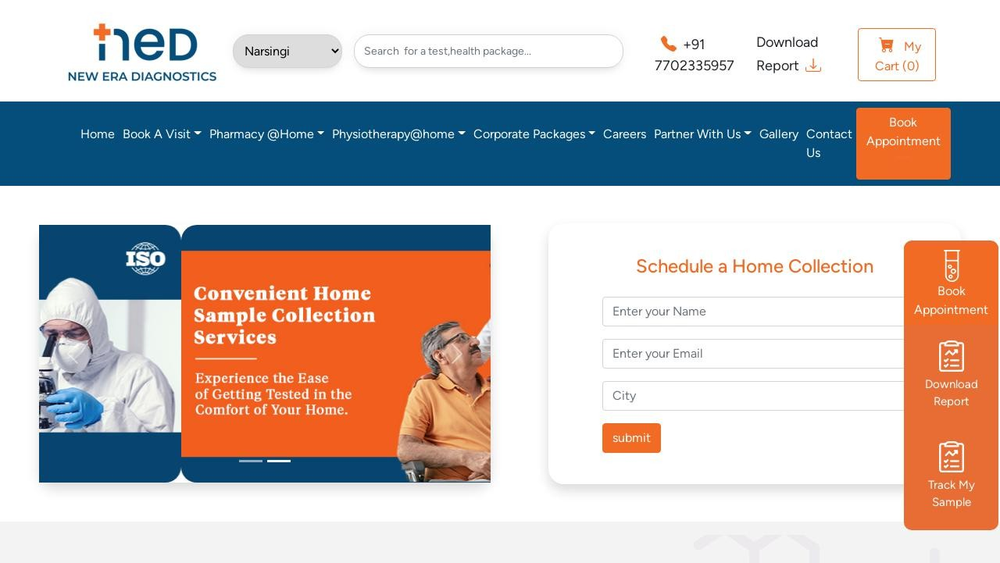 ned
NEW ERA DIAGNOSTICS
Narsingi
Search for a test,health package...
+91
7702335957
Download
Report
My
Cart (0)
Home
Book A Visit
Pharmacy @Home
Physiotherapy@home
Corporate Packages
Careers
Partner With Us
Gallery
Contact
Us
Book
Appointment
ISO
Convenient Home
Sample Collection
Services
Experience the Ease
of Getting Tested in the
Comfort of Your Home.
Schedule a Home Collection
Enter your Name
Enter your Email
City
submit
Book
Appointment
Download
Report
Track My
Sample